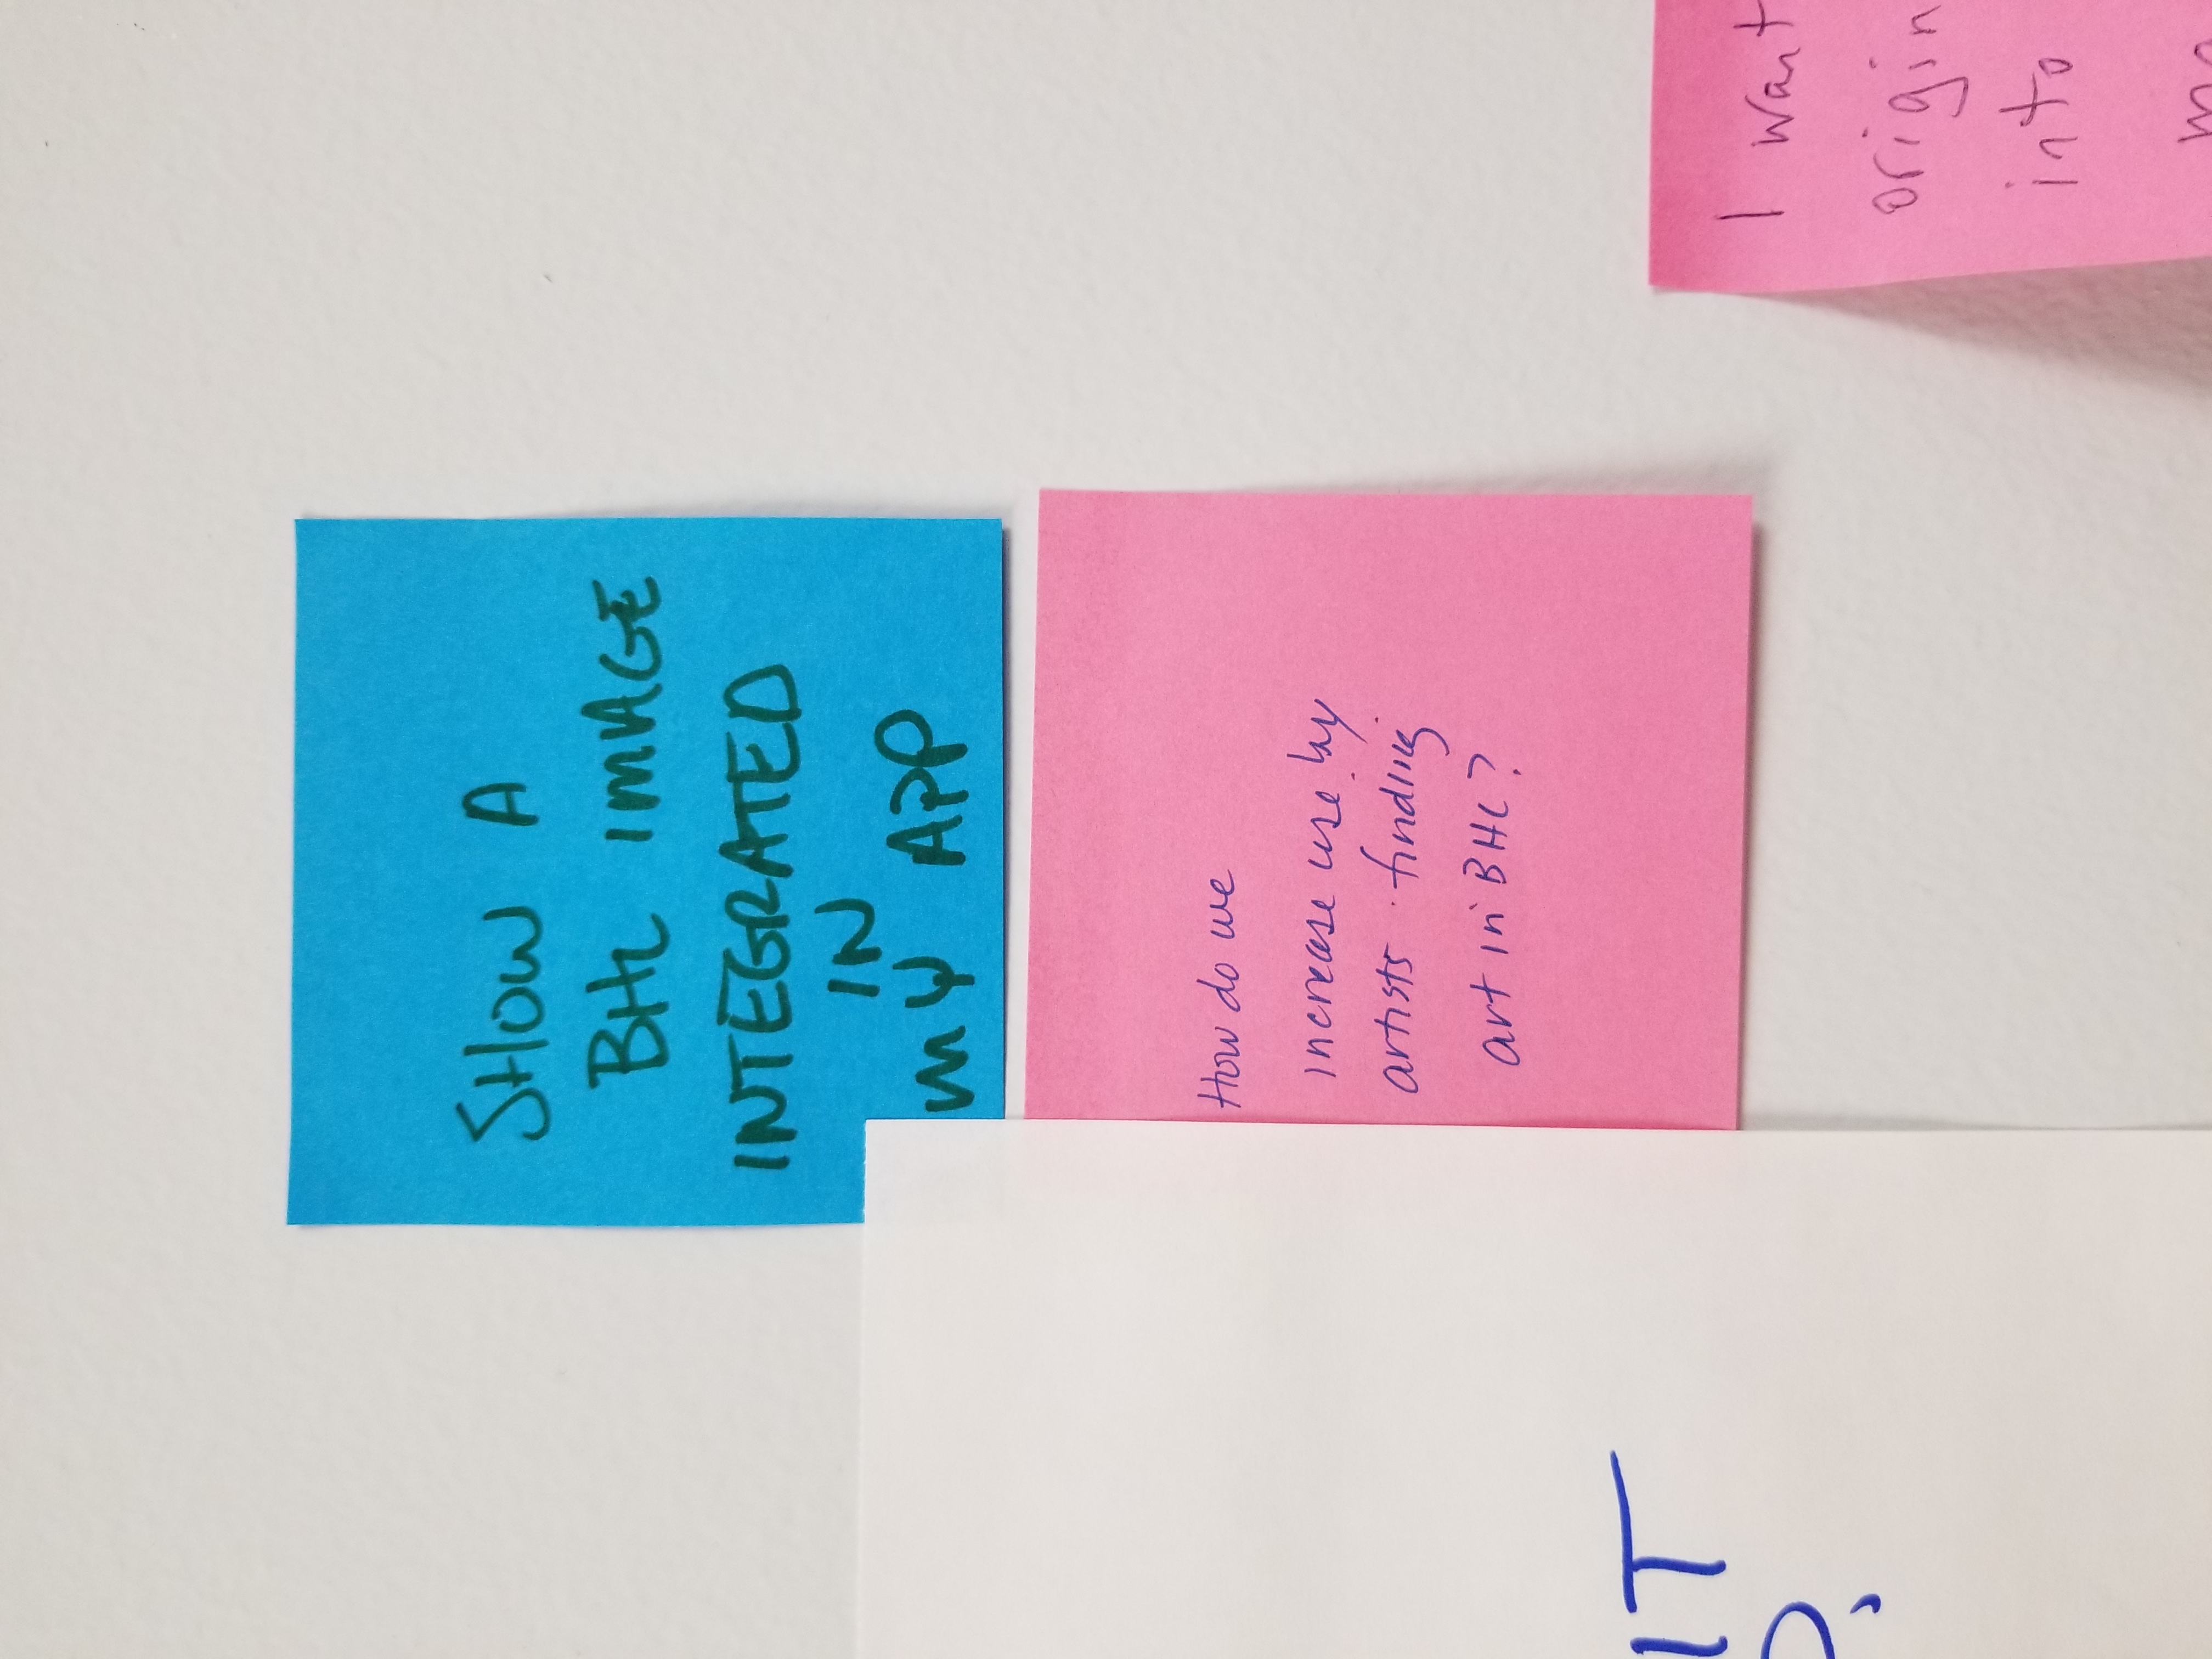 SHOW A
BHL IMAGE
INTEGRATED
IN
MY APP
How do we
increase use by
artists finding
art in BHL?
IT
I want
origin
into
ma